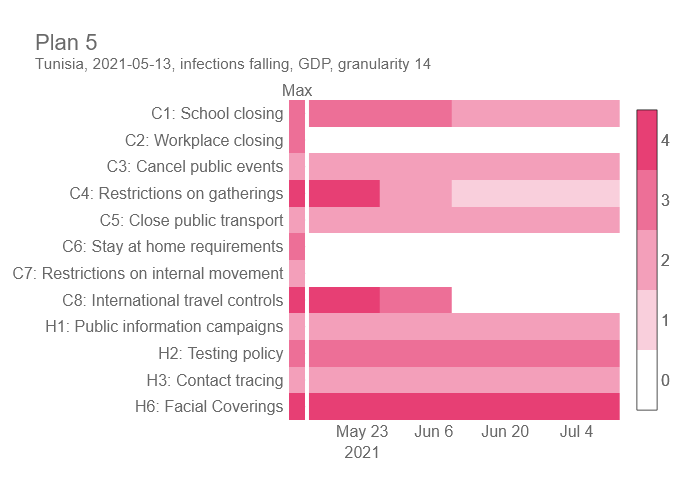 Plan 5
Tunisia, 2021-05-13, infections falling, GDP, granularity 14
Max
C1: School closing
C2: Workplace closing
C3: Cancel public events
C4: Restrictions on gatherings
C5: Close public transport
C6: Stay at home requirements
C7: Restrictions on internal movement
C8: International travel controls
H1: Public information campaigns
H2: Testing policy
H3: Contact tracing
H6: Facial Coverings
May 23 Jun 6 Jun 20 Jul 4
2021
4
3
2
1
0